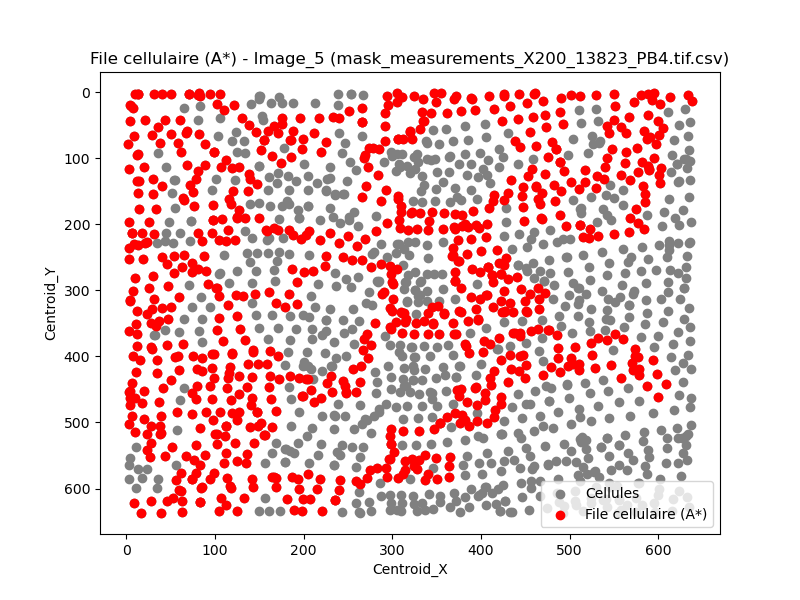 File cellulaire (A*) - Image_5 (mask_measurements_X200_13823_PB4.tif.csv)
0
100
200
300
400
500
600
Centroid_Y
Cellules
File cellulaire (A*)
0 100 200 300 400 500 600
Centroid_X